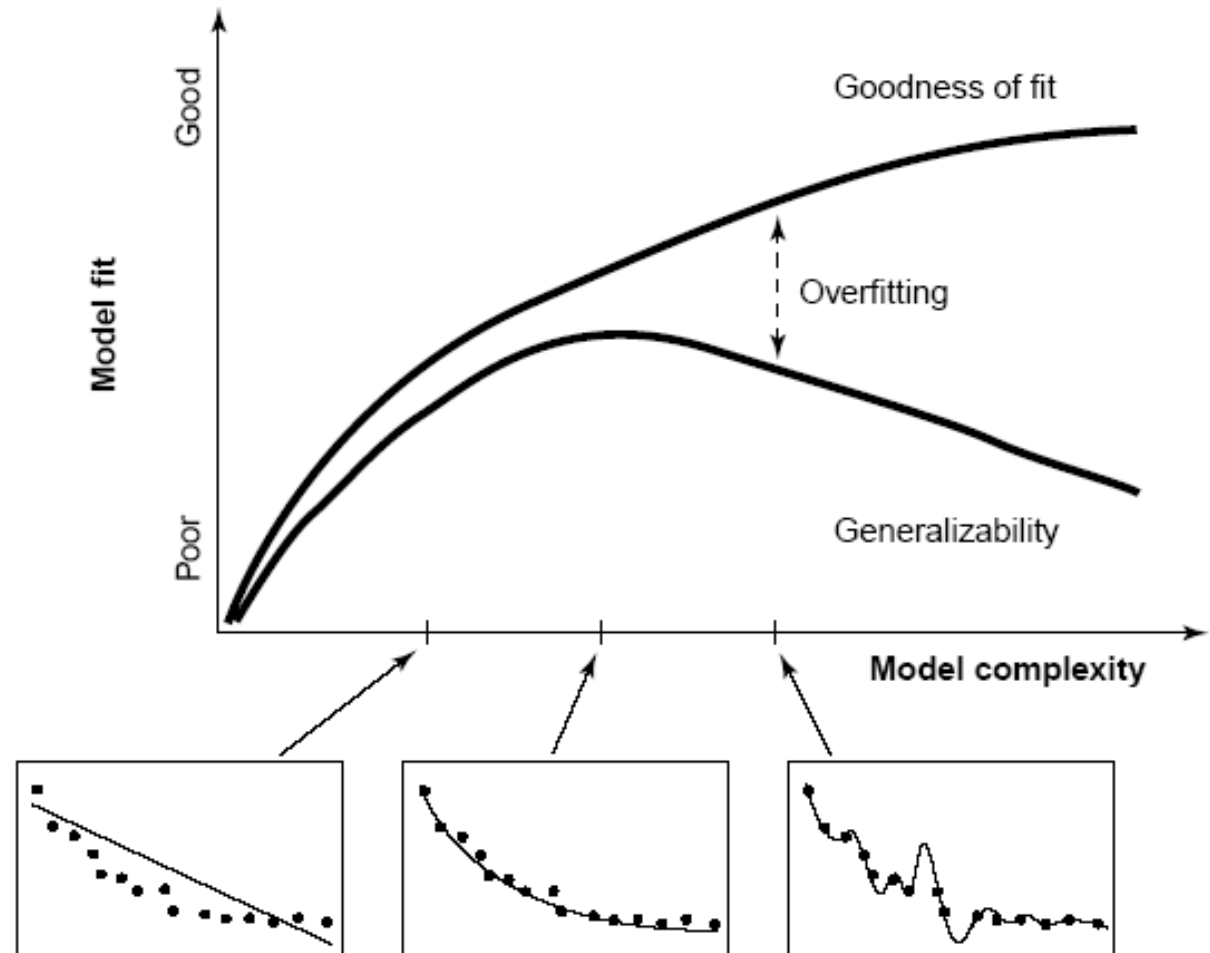 Good
Goodness of fit
Model fit
Overfitting
Poor
Generalizability
Model complexity